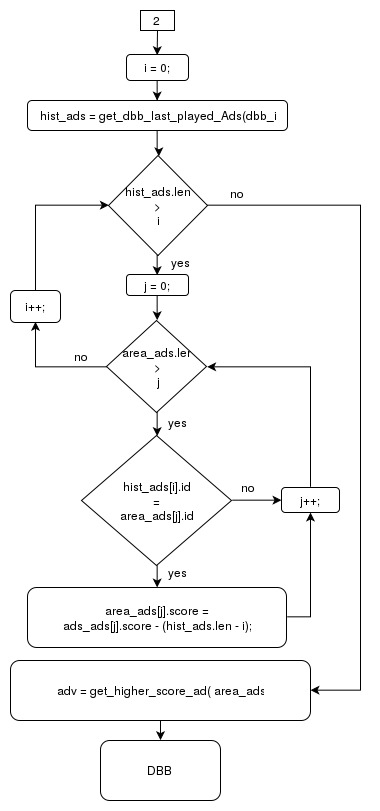 2
i = 0;
hist_ads = get_dbb_last_played_Ads(dbb_i
hist_ads.len
>
i
no
yes
j = 0;
i++;
area_ads.len
>
j
no
yes
hist_ads[i].id
=
area_ads[j].id
no
j++;
yes
area_ads[j].score =
ads_ads[j].score - (hist_ads.len - i);
adv = get_higher_score_ad( area_ads
DBB